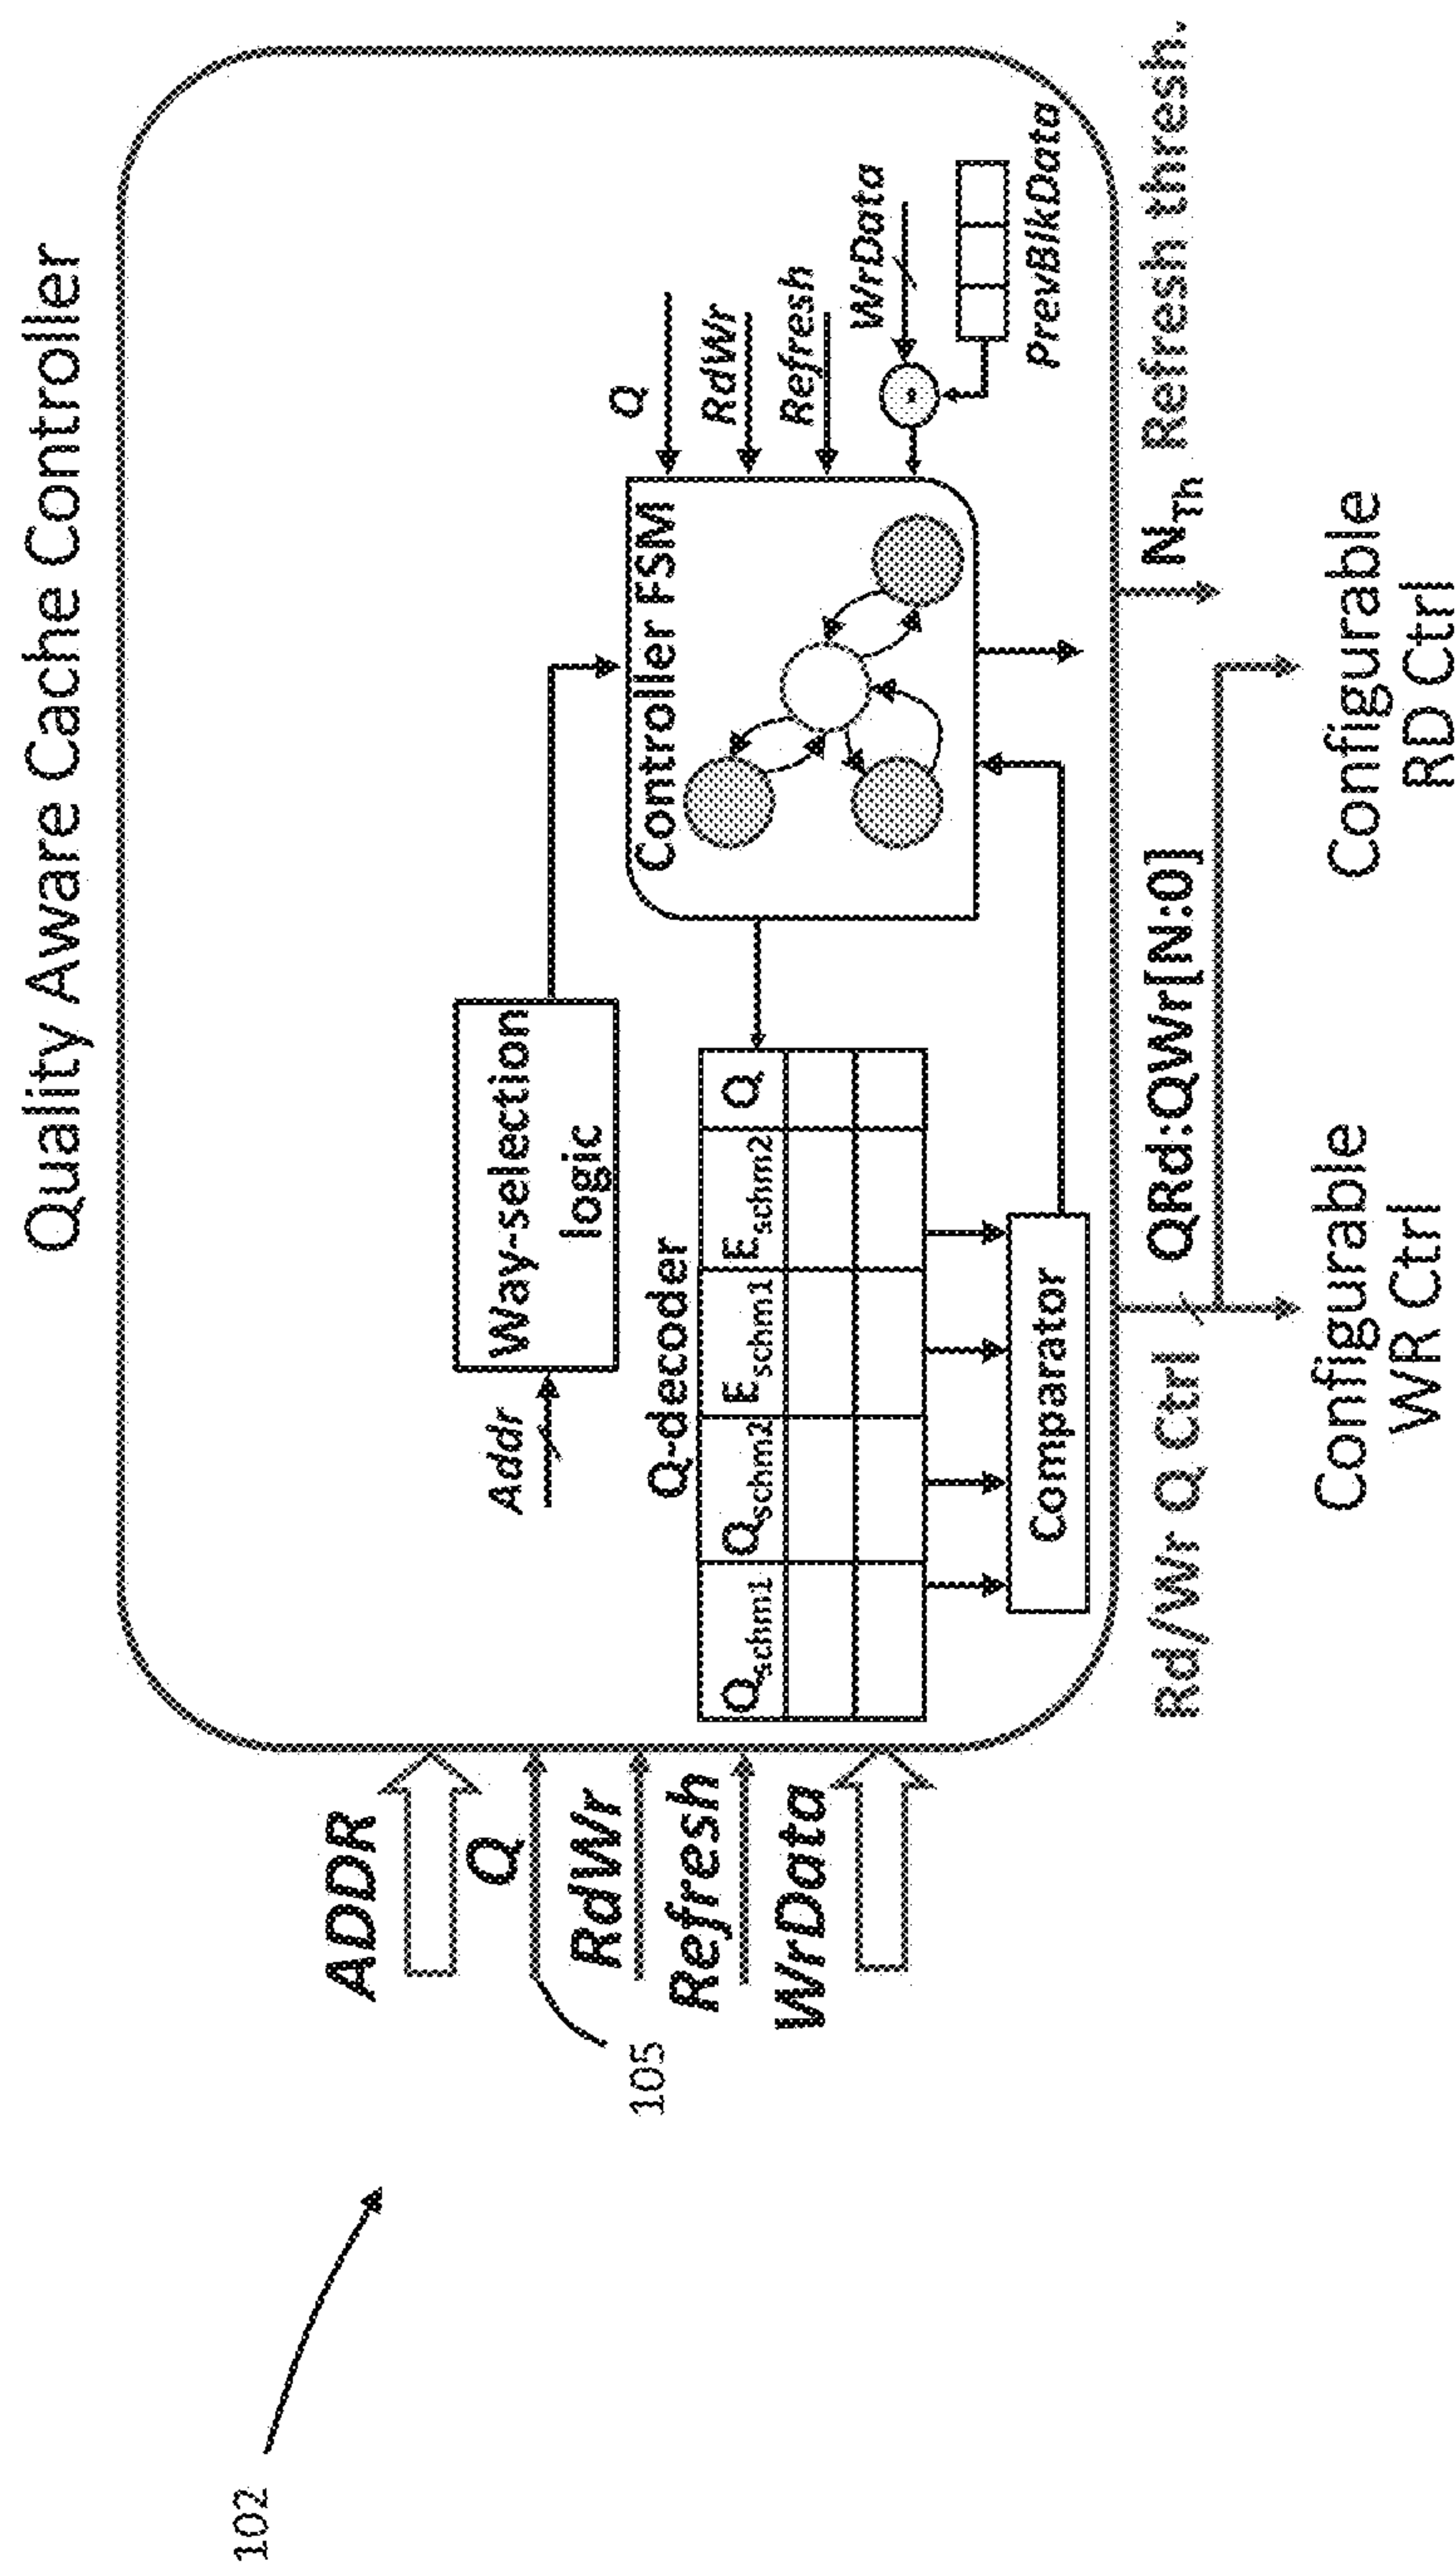 Quality Aware Cache Controller
ADDR
Q
RdWr
Refresh
WrData
105
102
Addr
Way-selection
logic
Q-decoder
Qschm1 Qschm2 Eschm1 Eschm2 Q
Comparator
Controller FSM
Q
RdWr
Refresh
WrData
PrevBlkData
Rd/Wr Q Ctrl QRd:QWr[N:0]
NTh Refresh thresh.
Configurable
WR Ctrl
Configurable
RD Ctrl